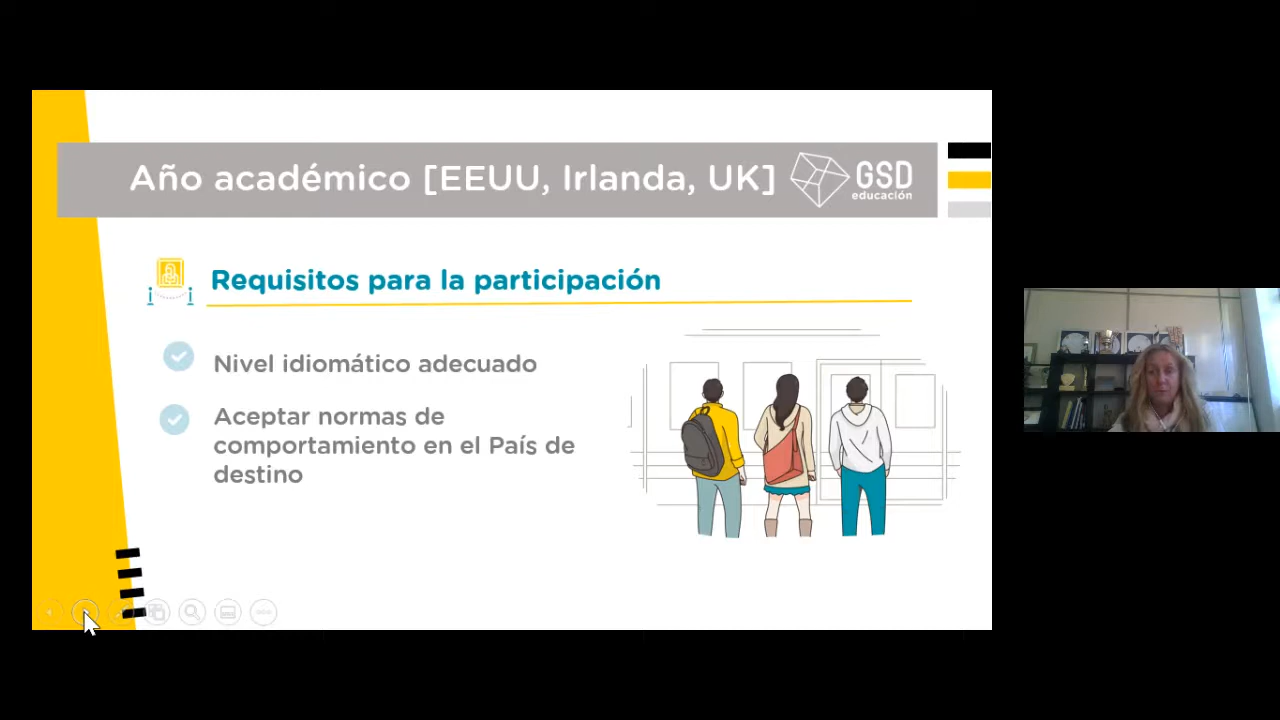 Año académico [EEUU, Irlanda, UK]
GSD
educación
Requisitos para la participación
Nivel idiomático adecuado
Aceptar normas de
comportamiento en el País de
destino